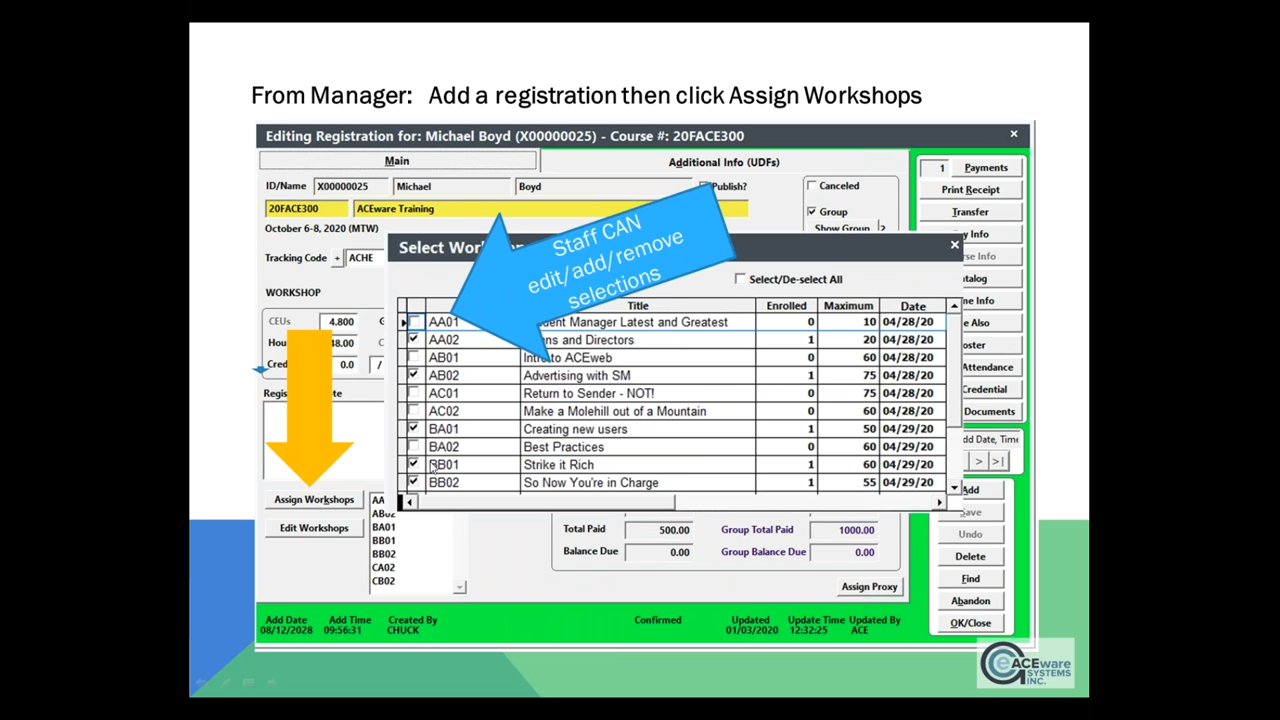 From Manager: Add a registration then click Assign Workshops
Editing Registration for: Michael Boyd (X00000025) - Course #: 20FACE300
Main
Additional Info (UDFs)
ID/Name X00000025 Michael Boyd Publish?
20FACE300 ACEware Training
October 6-8, 2020 (MTW)
Tracking Code + ACHE
WORKSHOP
CEUs 4.800
48.00
0.0 /
Canceled
Group
Show Group ?
Staff CAN
edit/add/remove
selections
Select/De-select All
Title Enrolled Maximum Date
AA01 Manager Latest and Greatest 0 10 04/28/20
AA02 and Directors 1 20 04/28/20
AB01 Intro to ACEweb 0 60 04/28/20
AB02 Advertising with SM 1 75 04/28/20
AC01 Return to Sender - NOT! 0 75 04/28/20
AC02 Make a Molehill out of a Mountain 0 60 04/28/20
BA01 Creating new users 1 50 04/29/20
BA02 Best Practices 0 60 04/29/20
BB01 Strike it Rich 1 60 04/29/20
BB02 So Now You're in Charge 1 55 04/29/20
Assign Workshops
Edit Workshops
AB02
BA01
BB01
BB02
CA02
CB02
Total Paid 500.00 Group Total Paid 1000.00
Balance Due 0.00 Group Balance Due 0.00
Assign Proxy
1 Payments
Print Receipt
Transfer
Info
Info
Info
Also
Attendance
Documents
Date, Time
> >|
Add
Save
Undo
Delete
Find
Abandon
OK/Close
Add Date Add Time Created By Confirmed Updated Update Time Updated By
08/12/2028 09:56:31 CHUCK 01/03/2020 12:32:25 ACE
ACEware
SYSTEMS
INC.